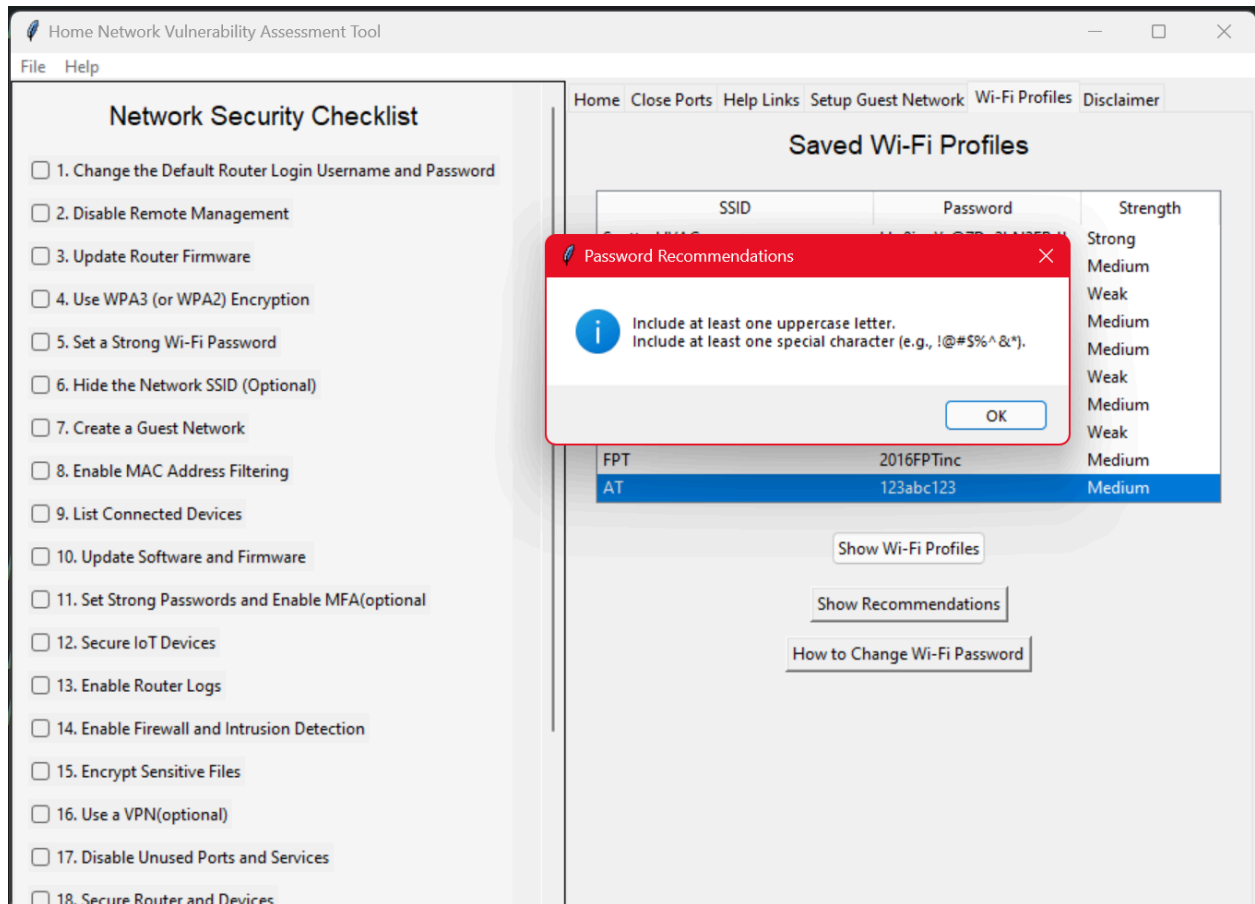 Home Network Vulnerability Assessment Tool
File Help
Network Security Checklist
1. Change the Default Router Login Username and Password
2. Disable Remote Management
3. Update Router Firmware
4. Use WPA3 (or WPA2) Encryption
5. Set a Strong Wi-Fi Password
6. Hide the Network SSID (Optional)
7. Create a Guest Network
8. Enable MAC Address Filtering
9. List Connected Devices
10. Update Software and Firmware
11. Set Strong Passwords and Enable MFA(optional
12. Secure IoT Devices
13. Enable Router Logs
14. Enable Firewall and Intrusion Detection
15. Encrypt Sensitive Files
16. Use a VPN(optional)
17. Disable Unused Ports and Services
18. Secure Router and Devices
Home Close Ports Help Links Setup Guest Network Wi-Fi Profiles Disclaimer
Saved Wi-Fi Profiles
SSID Password Strength
Strong
Medium
Weak
Medium
Medium
Weak
Medium
Weak
FPT 2016FPTinc Medium
AT 123abc123 Medium
Password Recommendations
Include at least one uppercase letter.
Include at least one special character (e.g., !@#$%^&*).
OK
Show Wi-Fi Profiles
Show Recommendations
How to Change Wi-Fi Password